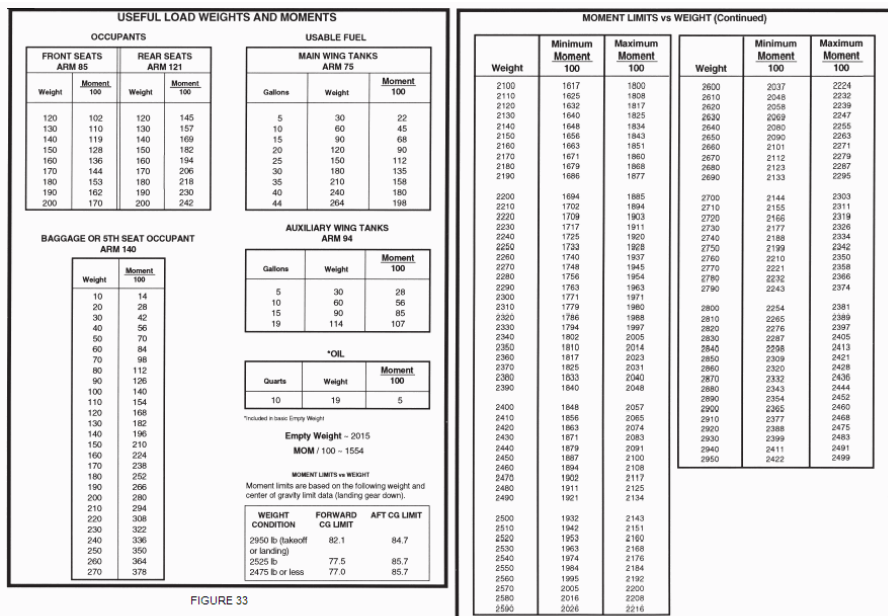 USEFUL LOAD WEIGHTS AND MOMENTS
OCCUPANTS
FRONT SEATS REAR SEATS
ARM 85 ARM 121
Weight Moment 100 Weight Moment 100
120 102 120 145
130 110 130 157
140 119 140 169
150 128 150 182
160 136 160 194
170 144 170 206
180 153 180 218
190 162 190 230
200 170 200 242
BAGGAGE OR 5TH SEAT OCCUPANT
ARM 140
Weight Moment 100
10 14
20 28
30 42
40 56
50 70
60 84
70 98
80 112
90 126
100 140
110 154
120 168
130 182
140 196
150 210
160 224
170 238
180 252
190 266
200 280
210 294
220 308
230 322
240 336
250 350
260 364
270 378
USABLE FUEL
MAIN WING TANKS
ARM 75
Gallons Weight Moment 100
5 30 22
10 60 45
15 90 68
20 120 90
25 150 112
30 180 135
35 210 158
40 240 180
44 264 198
AUXILIARY WING TANKS
ARM 94
Gallons Weight Moment 100
5 30 28
10 60 56
15 90 85
19 114 107
*OIL
Quarts Weight Moment 100
10 19 5
*Included in basic Empty Weight
Empty Weight ~ 2015
MOM / 100 ~ 1554
MOMENT LIMITS vs WEIGHT
Moment limits are based on the following weight and
center of gravity limit data (landing gear down).
WEIGHT FORWARD AFT CG LIMIT
CONDITION CG LIMIT
2950 lb (takeoff 82.1 84.7
or landing)
2525 lb 77.5 85.7
2475 lb or less 77.0 85.7
FIGURE 33
MOMENT LIMITS vs WEIGHT (Continued)
Weight Minimum Moment 100 Maximum Moment 100
2100 1617 1800
2110 1625 1808
2120 1632 1817
2130 1640 1825
2140 1648 1834
2150 1656 1843
2160 1663 1851
2170 1671 1860
2180 1679 1868
2190 1686 1877
2200 1694 1885
2210 1702 1894
2220 1709 1903
2230 1717 1911
2240 1725 1920
2250 1733 1928
2260 1740 1937
2270 1748 1945
2280 1756 1954
2290 1763 1963
2300 1771 1971
2310 1779 1980
2320 1786 1988
2330 1794 1997
2340 1802 2005
2350 1810 2014
2360 1817 2023
2370 1825 2031
2380 1833 2040
2390 1840 2048
2400 1848 2057
2410 1856 2065
2420 1863 2074
2430 1871 2083
2440 1879 2091
2450 1887 2100
2460 1894 2108
2470 1902 2117
2480 1911 2125
2490 1921 2134
2500 1932 2143
2510 1942 2151
2520 1953 2160
2530 1963 2168
2540 1974 2176
2550 1984 2184
2560 1995 2192
2570 2005 2200
2580 2016 2208
2590 2026 2216
Weight Minimum Moment 100 Maximum Moment 100
2600 2037 2224
2610 2048 2232
2620 2058 2239
2630 2069 2247
2640 2080 2255
2650 2090 2263
2660 2101 2271
2670 2112 2279
2680 2123 2287
2690 2133 2295
2700 2144 2303
2710 2155 2311
2720 2166 2319
2730 2177 2326
2740 2188 2334
2750 2199 2342
2760 2210 2350
2770 2221 2358
2780 2232 2366
2790 2243 2374
2800 2254 2381
2810 2265 2389
2820 2276 2397
2830 2287 2405
2840 2298 2413
2850 2309 2421
2860 2320 2428
2870 2332 2436
2880 2343 2444
2890 2354 2452
2900 2365 2460
2910 2377 2468
2920 2388 2475
2930 2399 2483
2940 2411 2491
2950 2422 2499